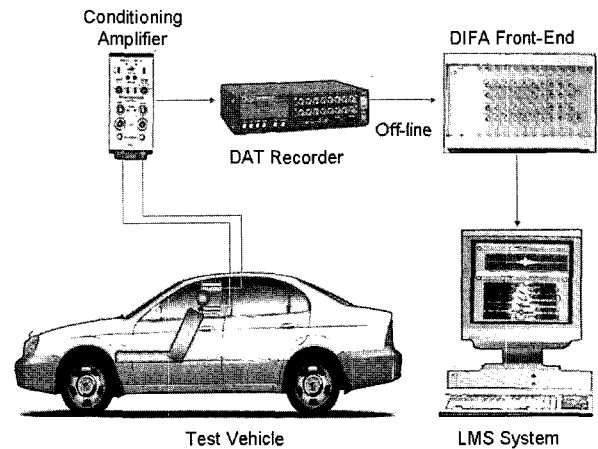 Conditioning
Amplifier
DIFA Front-End
Off-line
DAT Recorder
Test Vehicle
LMS System